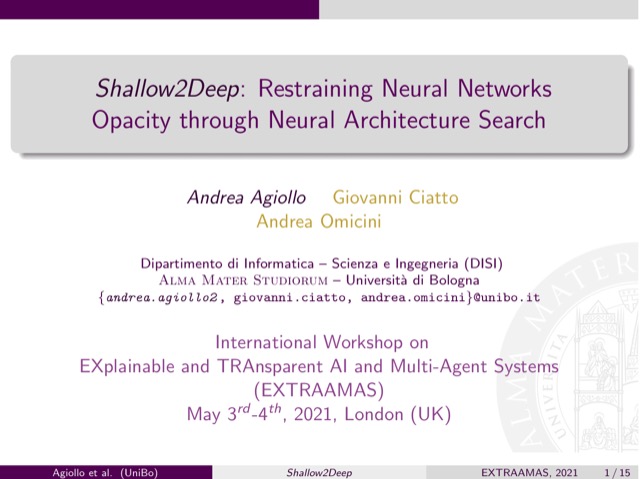 Shallow2Deep: Restraining Neural Networks
Opacity through Neural Architecture Search
Andrea Agiollo Giovanni Ciatto
Andrea Omicini
Dipartimento di Informatica – Scienza e Ingegneria (DISI)
Alma Mater Studiorum – Università di Bologna
{andrea.agiollo2, giovanni.ciatto, andrea.omicini}@unibo.it
International Workshop on
EXplainable and TRAnsparent AI and Multi-Agent Systems
(EXTRAAMAS)
May 3rd-4th, 2021, London (UK)
ALMA MATER
Agiollo et al. (UniBo) Shallow2Deep EXTRAAMAS, 2021 1 / 15